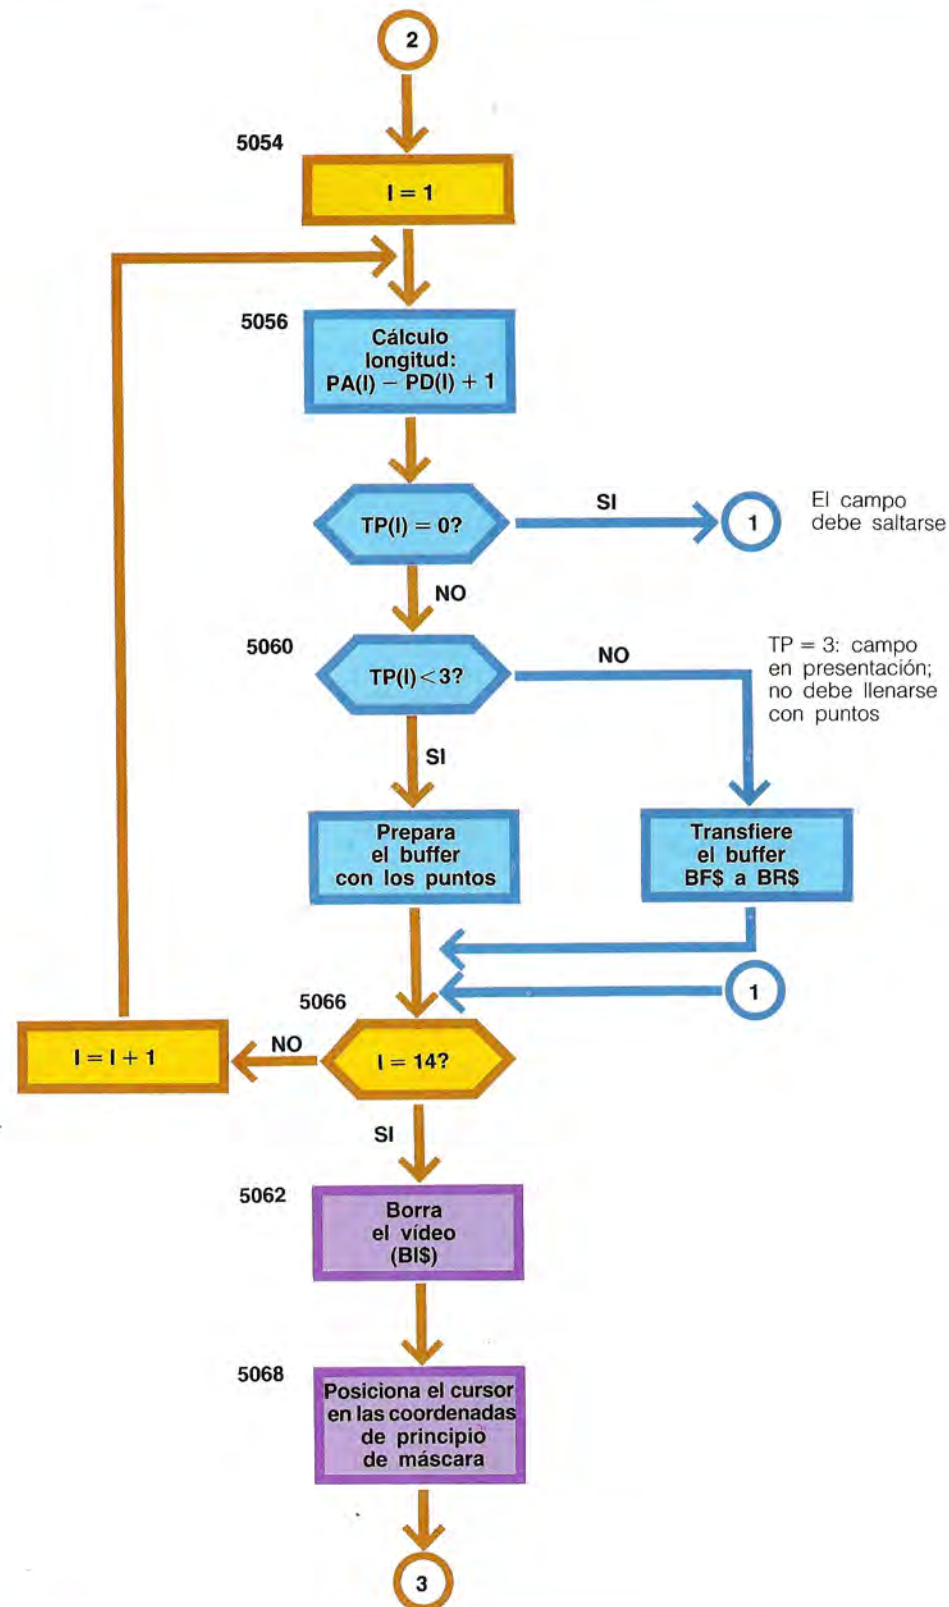 2
5054
I = 1
5056
Cálculo
longitud:
PA(I) − PD(I) + 1
TP(I) = 0?
SI
1
El campo
debe saltarse
NO
5060
TP(I) < 3?
NO
TP = 3: campo
en presentación;
no debe llenarse
con puntos
SI
Prepara
el buffer
con los puntos
Transfiere
el buffer
BF$ a BR$
1
5066
I = 14?
NO
I = I + 1
SI
5062
Borra
el vídeo
(BI$)
5068
Posiciona el cursor
en las coordenadas
de principio
de máscara
3